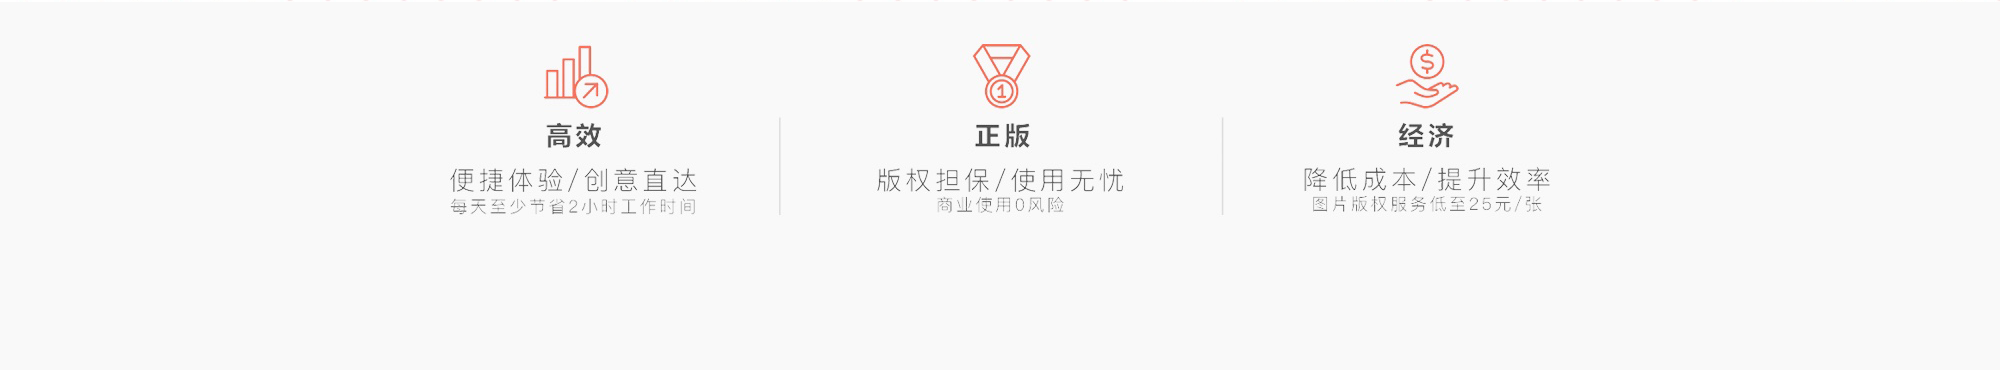 高效
便捷体验/创意直达
每天至少节省2小时工作时间
1
正版
版权担保/使用无忧
商业使用0风险
$
经济
降低成本/提升效率
图片版权服务低至25元/张